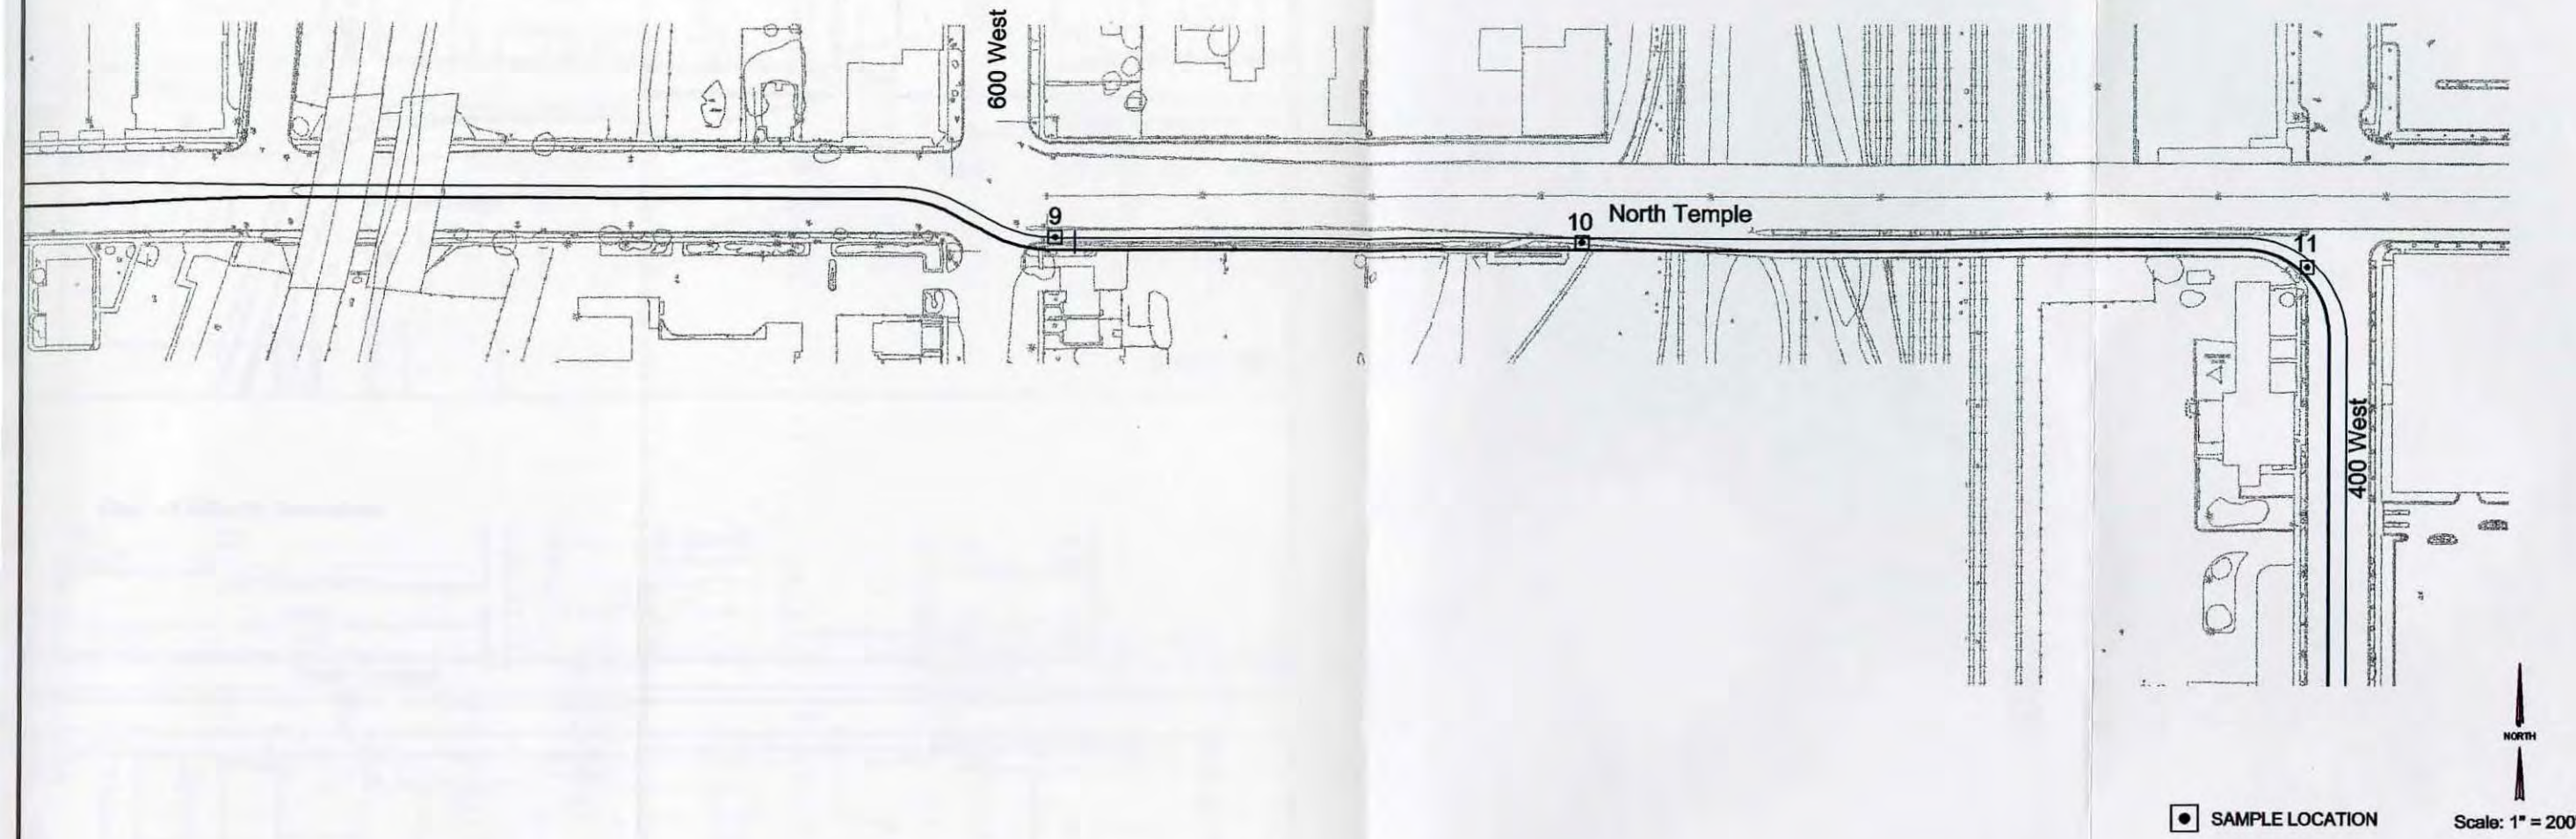 600 West
9
10
North Temple
11
400 West
NORTH
SAMPLE LOCATION
Scale: 1" = 200